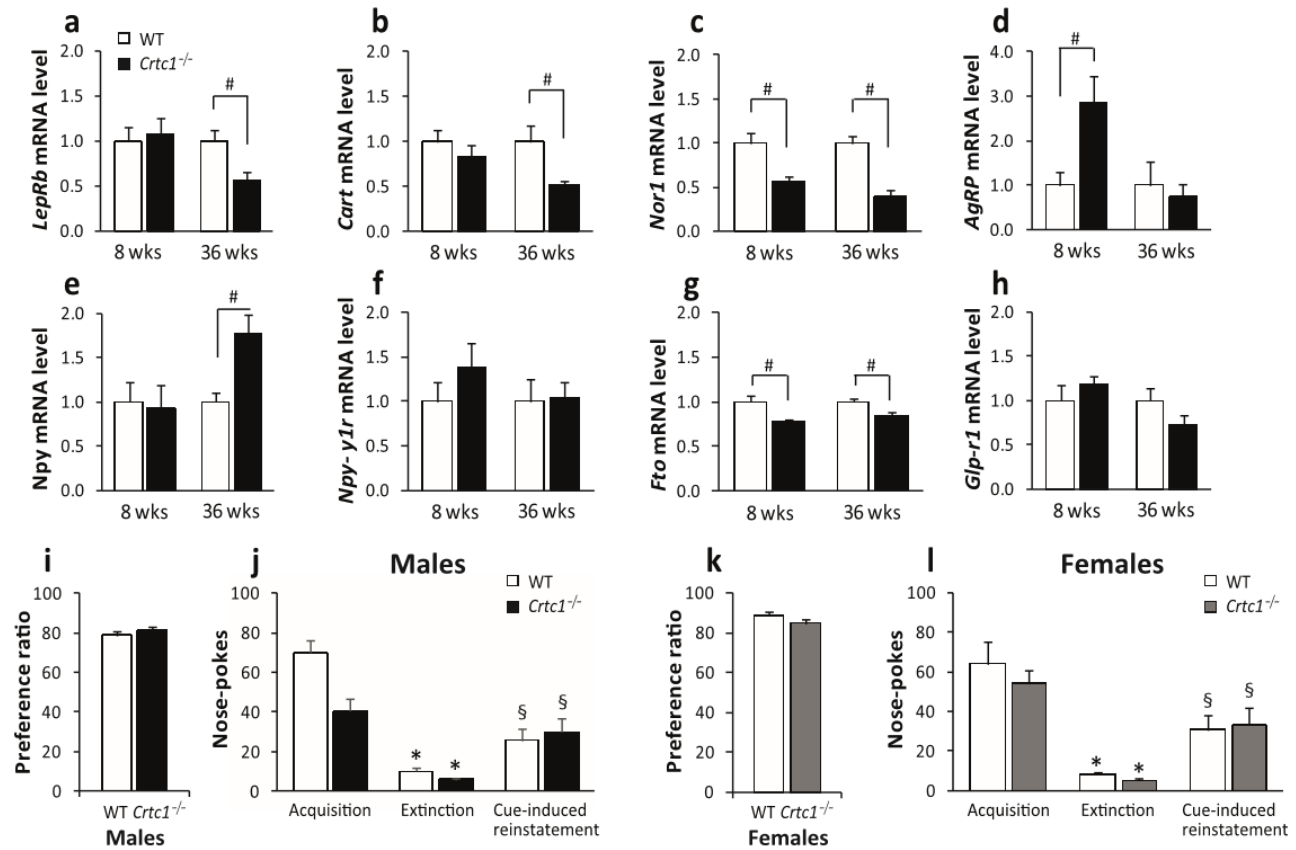 a
WT
Crtc1-/-
LepRb mRNA level
2.0
1.5
1.0
0.5
0.0
#
8 wks
36 wks
b
Cart mRNA level
2.0
1.5
1.0
0.5
0.0
#
8 wks
36 wks
c
Nor1 mRNA level
2.0
1.5
1.0
0.5
0.0
#
#
8 wks
36 wks
d
AgRP mRNA level
4.0
3.0
2.0
1.0
0.0
#
8 wks
36 wks
e
Npy mRNA level
2.0
1.5
1.0
0.5
0.0
#
8 wks
36 wks
f
Npy- y1r mRNA level
2.0
1.5
1.0
0.5
0.0
8 wks
36 wks
g
Fto mRNA level
2.0
1.5
1.0
0.5
0.0
#
#
8 wks
36 wks
h
Glp-r1 mRNA level
2.0
1.5
1.0
0.5
0.0
8 wks
36 wks
i
Preference ratio
100
80
60
40
20
0
WT Crtc1-/-
Males
j
Males
WT
Crtc1-/-
Nose-pokes
100
80
60
40
20
0
*
*
§
§
Acquisition
Extinction
Cue-induced
reinstatement
k
Preference ratio
100
80
60
40
20
0
WT Crtc1-/-
Females
l
Females
WT
Crtc1-/-
Nose-pokes
100
80
60
40
20
0
*
*
§
§
Acquisition
Extinction
Cue-induced
reinstatement